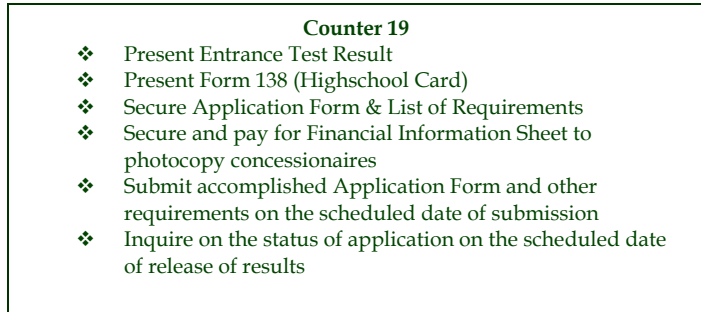 Counter 19
❖ Present Entrance Test Result
❖ Present Form 138 (Highschool Card)
❖ Secure Application Form & List of Requirements
❖ Secure and pay for Financial Information Sheet to
photocopy concessionaires
❖ Submit accomplished Application Form and other
requirements on the scheduled date of submission
❖ Inquire on the status of application on the scheduled date
of release of results